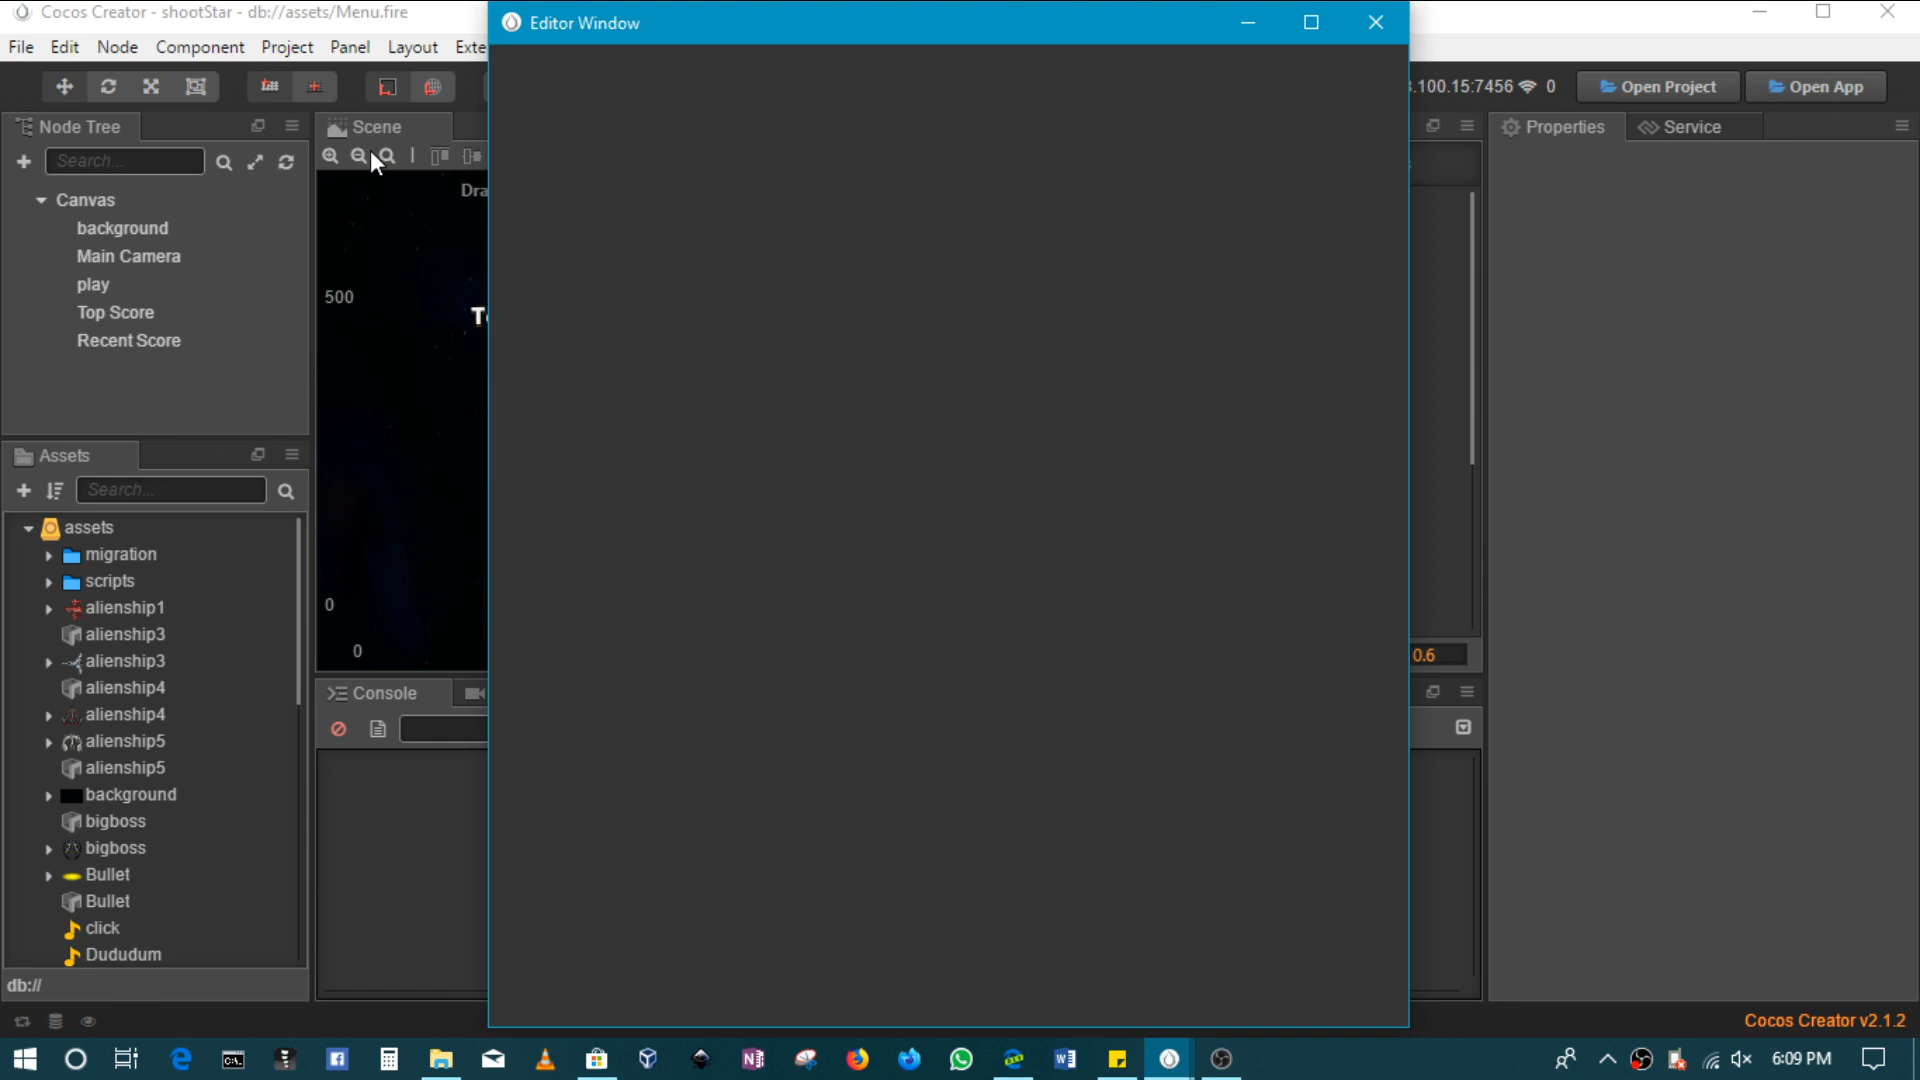 Cocos Creator - shootStar - db://assets/Menu.fire
Editor Window
File Edit Node Component Project Panel Layout Exte
.100.15:7456 0
Open Project
Open App
Node Tree
Scene
Properties
Service
Search...
Dra
Canvas
background
Main Camera
play
Top Score
Recent Score
500
T
0
0
0.6
Assets
Search...
assets
migration
scripts
alienship1
alienship3
alienship3
alienship4
alienship4
alienship5
alienship5
background
bigboss
bigboss
Bullet
Bullet
click
Dududum
Console
db://
Cocos Creator v2.1.2
6:09 PM